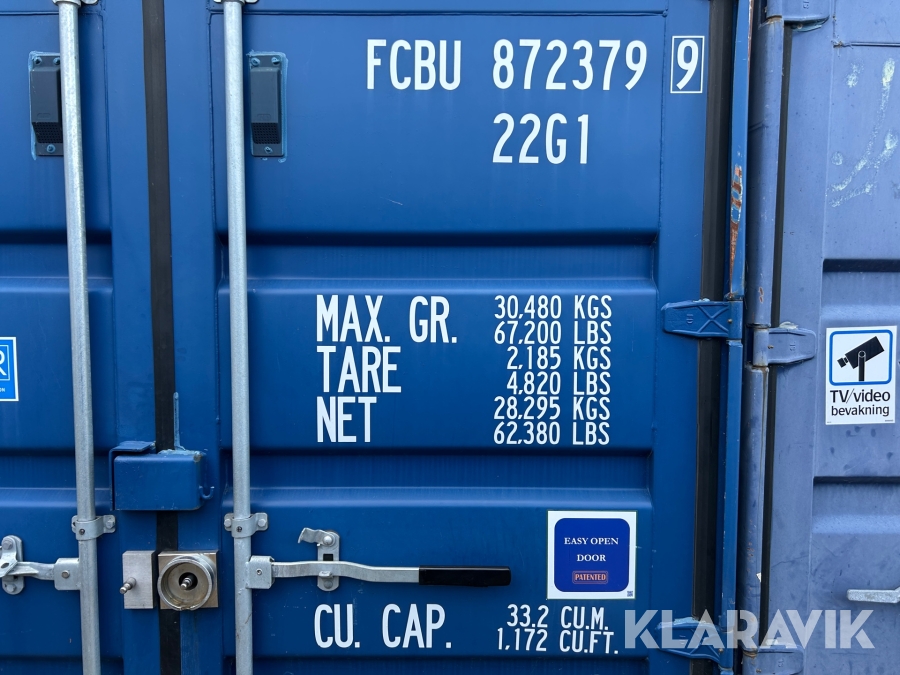 FCBU 872379 9
22G1
MAX. GR. 30,480 KGS
67,200 LBS
TARE 2,185 KGS
4,820 LBS
NET 28,295 KGS
62,380 LBS
TV/video
bevakning
EASY OPEN
DOOR
PATENTED
CU. CAP. 33.2 CU.M.
1,172 CU.FT.
KLARAVIK
R